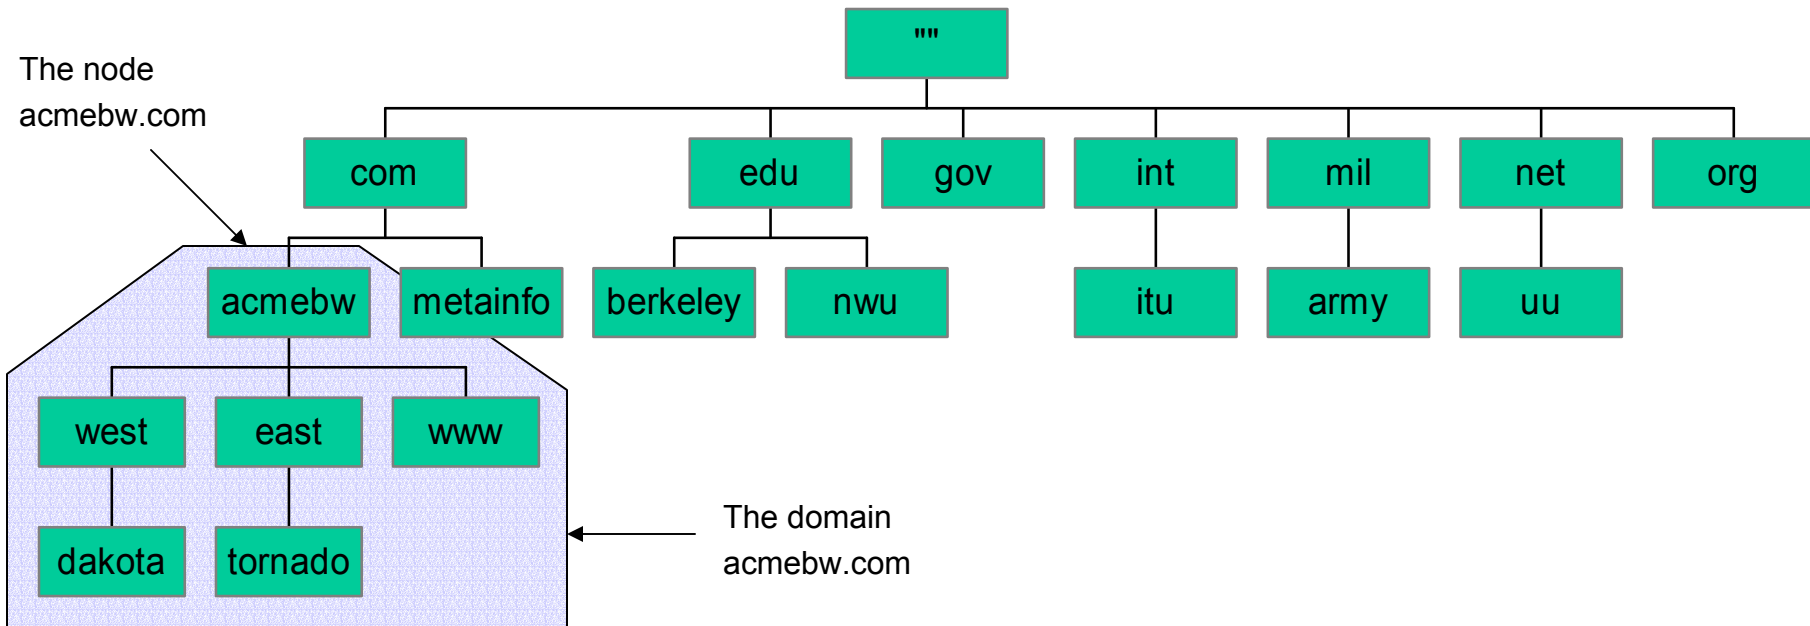 ""
The node
acmebw.com
com
edu
gov
int
mil
net
org
acmebw
metainfo
berkeley
nwu
itu
army
uu
west
east
www
The domain
acmebw.com
dakota
tornado